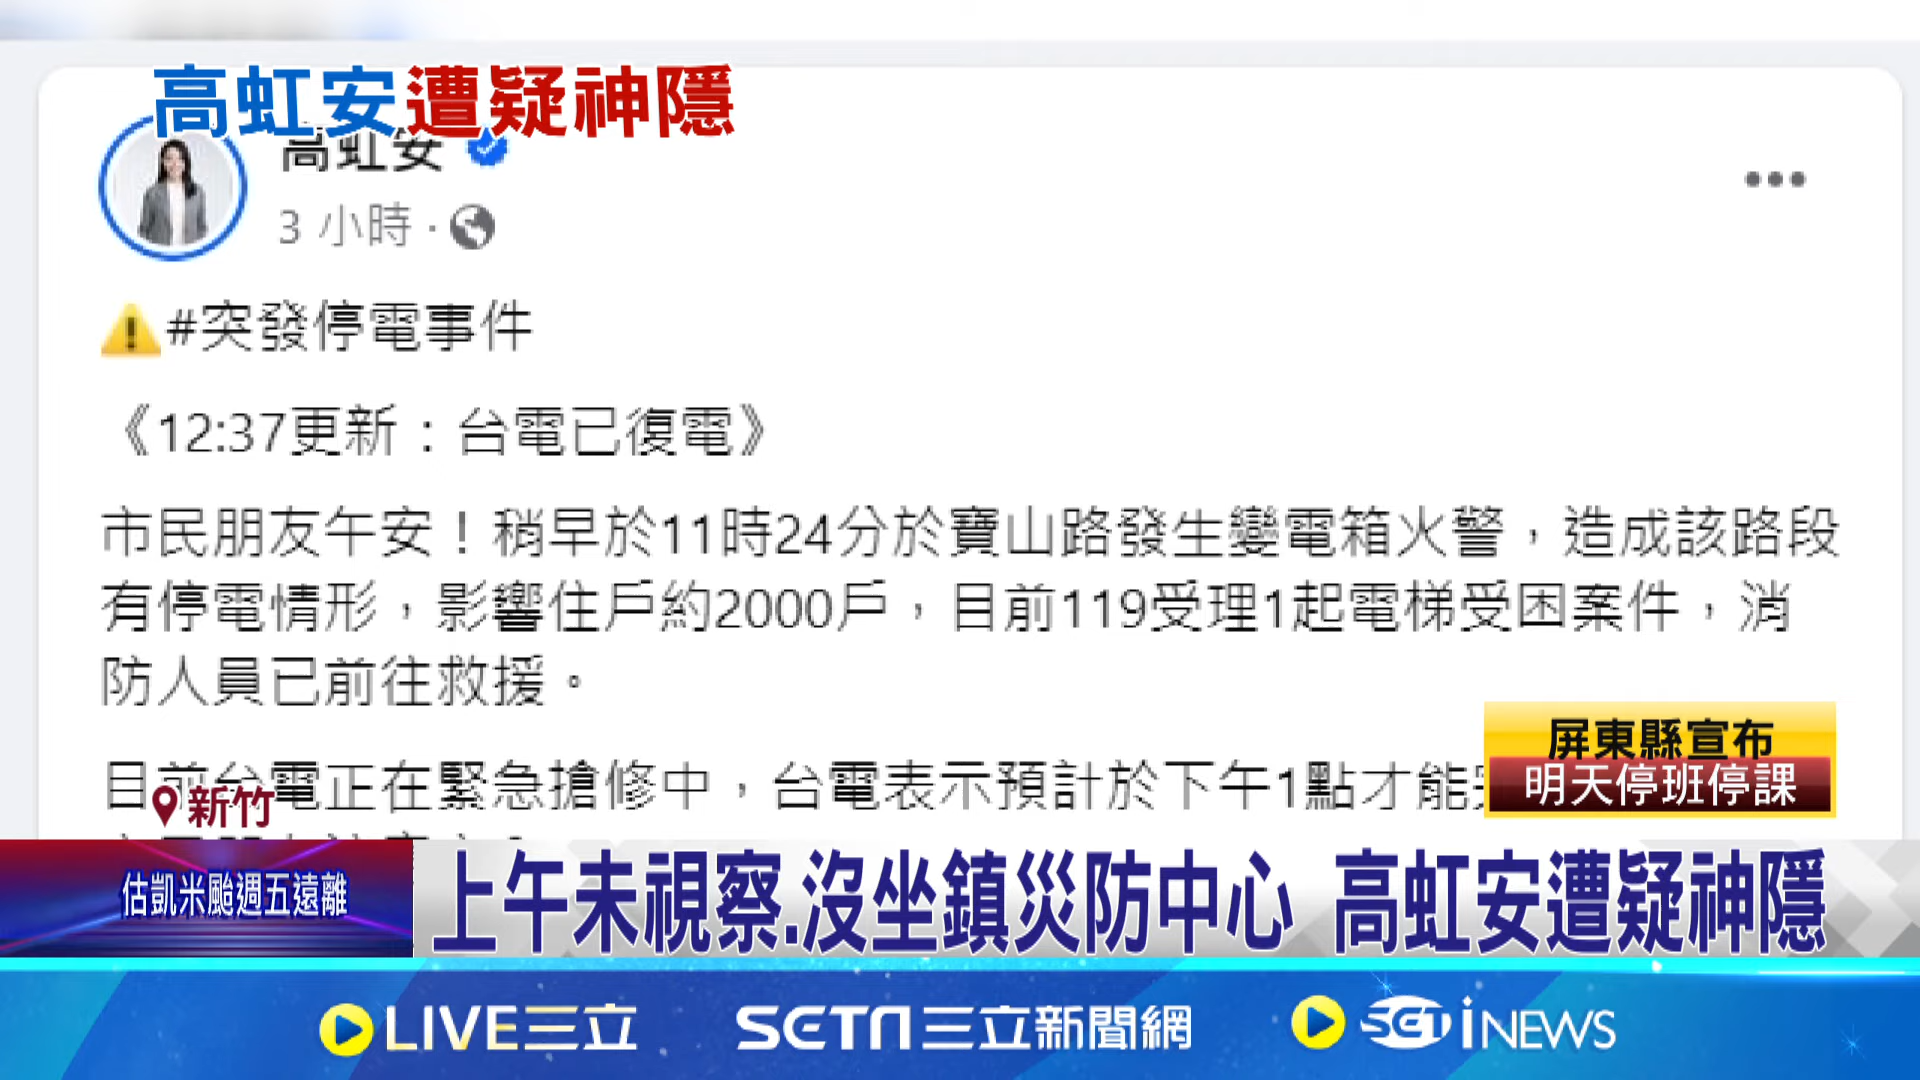 高虹安遭疑神隱
高虹安
3 小時 ·
#突發停電事件
《12:37更新：台電已復電》
市民朋友午安！稍早於11時24分於寶山路發生變電箱火警，造成該路段
有停電情形，影響住戶約2000戶，目前119受理1起電梯受困案件，消
防人員已前往救援。
目前台電正在緊急搶修中，台電表示預計於下午1點才能
屏東縣宣布
明天停班停課
新竹
估凱米颱週五遠離
上午未視察.沒坐鎮災防中心 高虹安遭疑神隱
LIVE三立
SETN三立新聞網
SET iNEWS